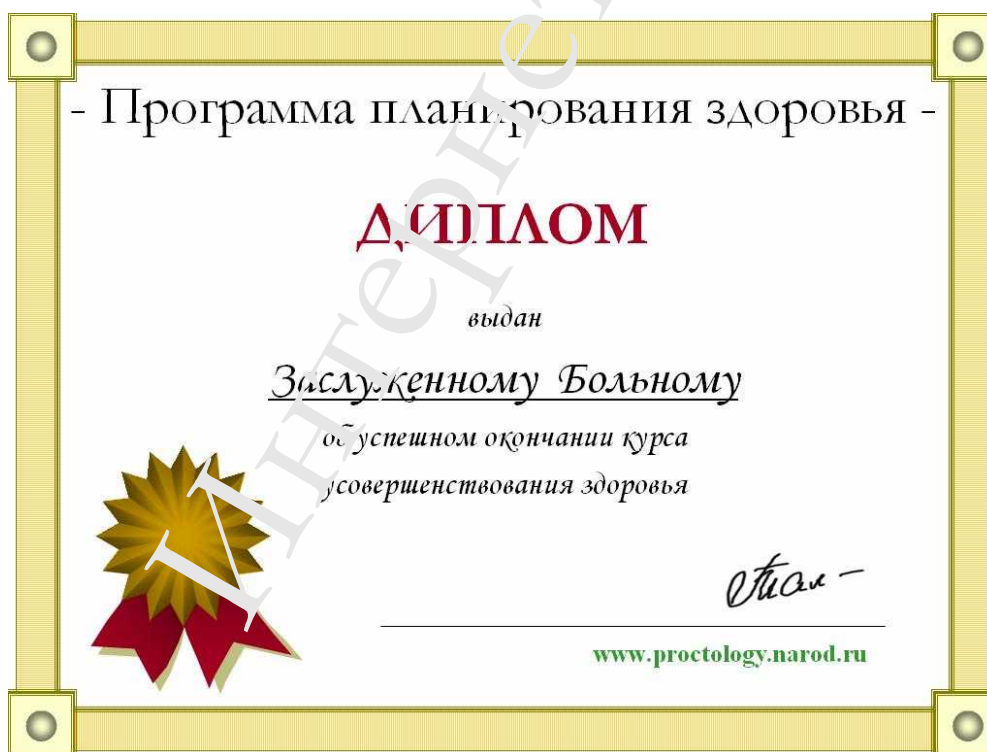 - Программа планирования здоровья -
ДИПЛОМ
выдан
Заслуженному Больному
об успешном окончании курса
усовершенствования здоровья
www.proctology.narod.ru